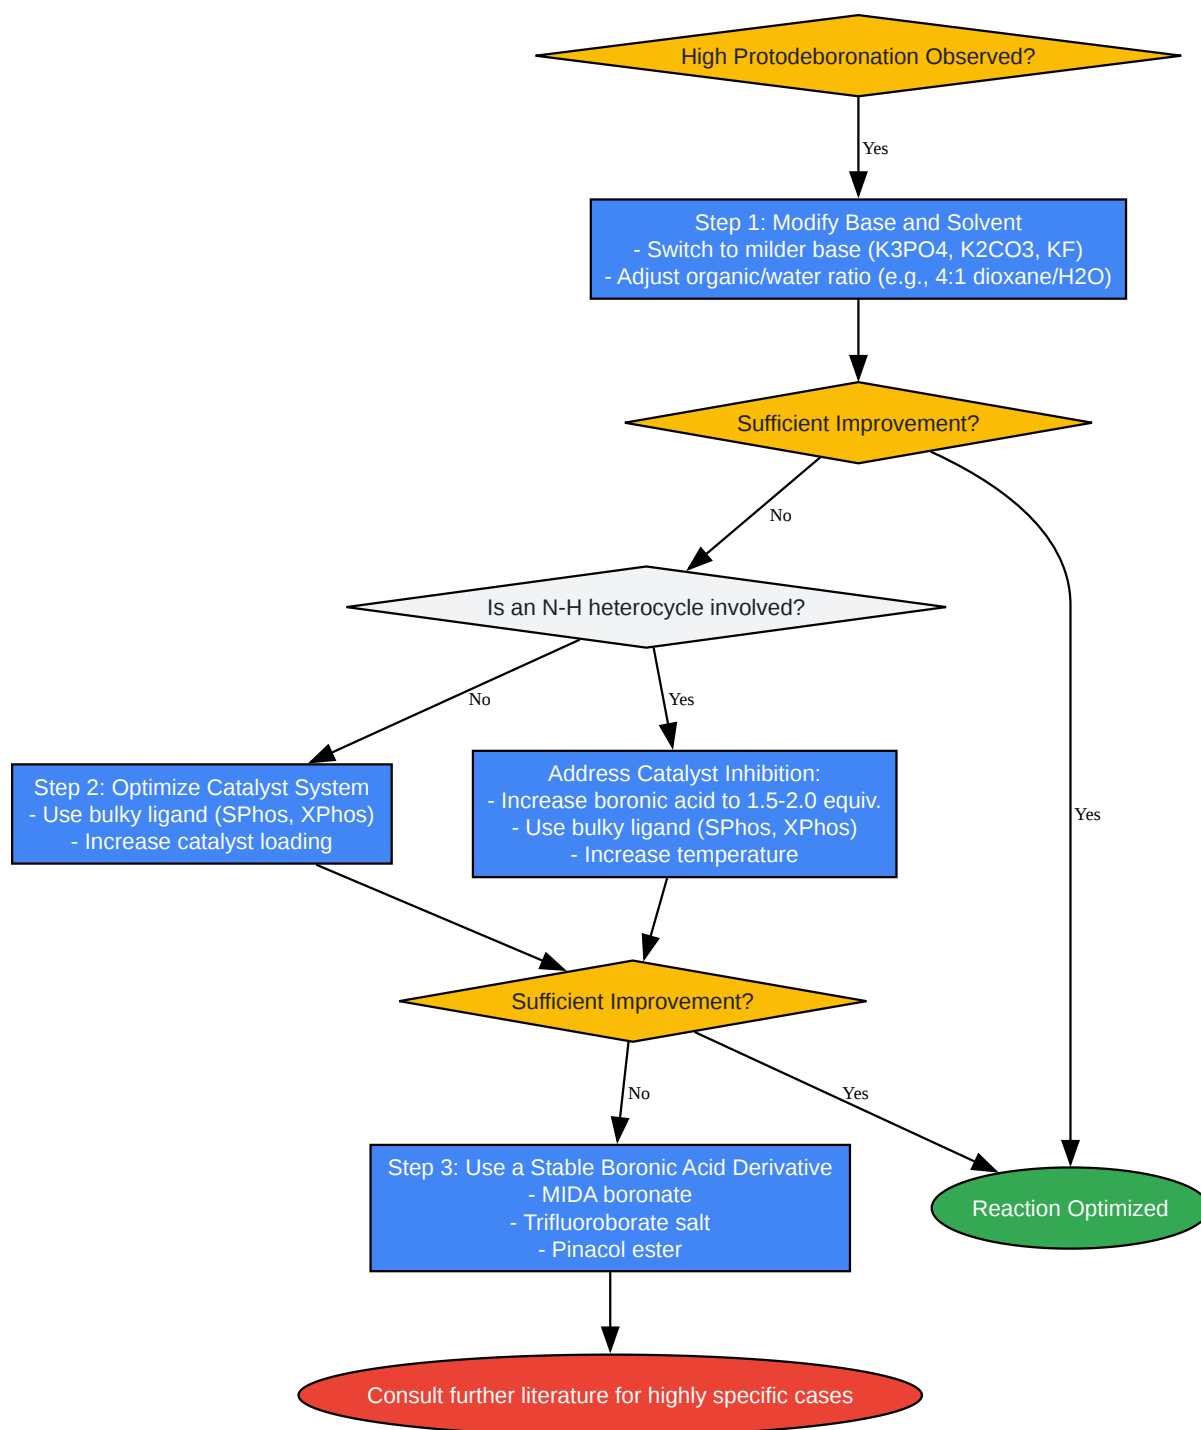 High Protodeboronation Observed?
Yes
Step 1: Modify Base and Solvent
- Switch to milder base (K3PO4, K2CO3, KF)
- Adjust organic/water ratio (e.g., 4:1 dioxane/H2O)
Sufficient Improvement?
No
Is an N-H heterocycle involved?
No
Yes
Step 2: Optimize Catalyst System
- Use bulky ligand (SPhos, XPhos)
- Increase catalyst loading
Address Catalyst Inhibition:
- Increase boronic acid to 1.5-2.0 equiv.
- Use bulky ligand (SPhos, XPhos)
- Increase temperature
Yes
Sufficient Improvement?
No
Yes
Step 3: Use a Stable Boronic Acid Derivative
- MIDA boronate
- Trifluoroborate salt
- Pinacol ester
Reaction Optimized
Consult further literature for highly specific cases